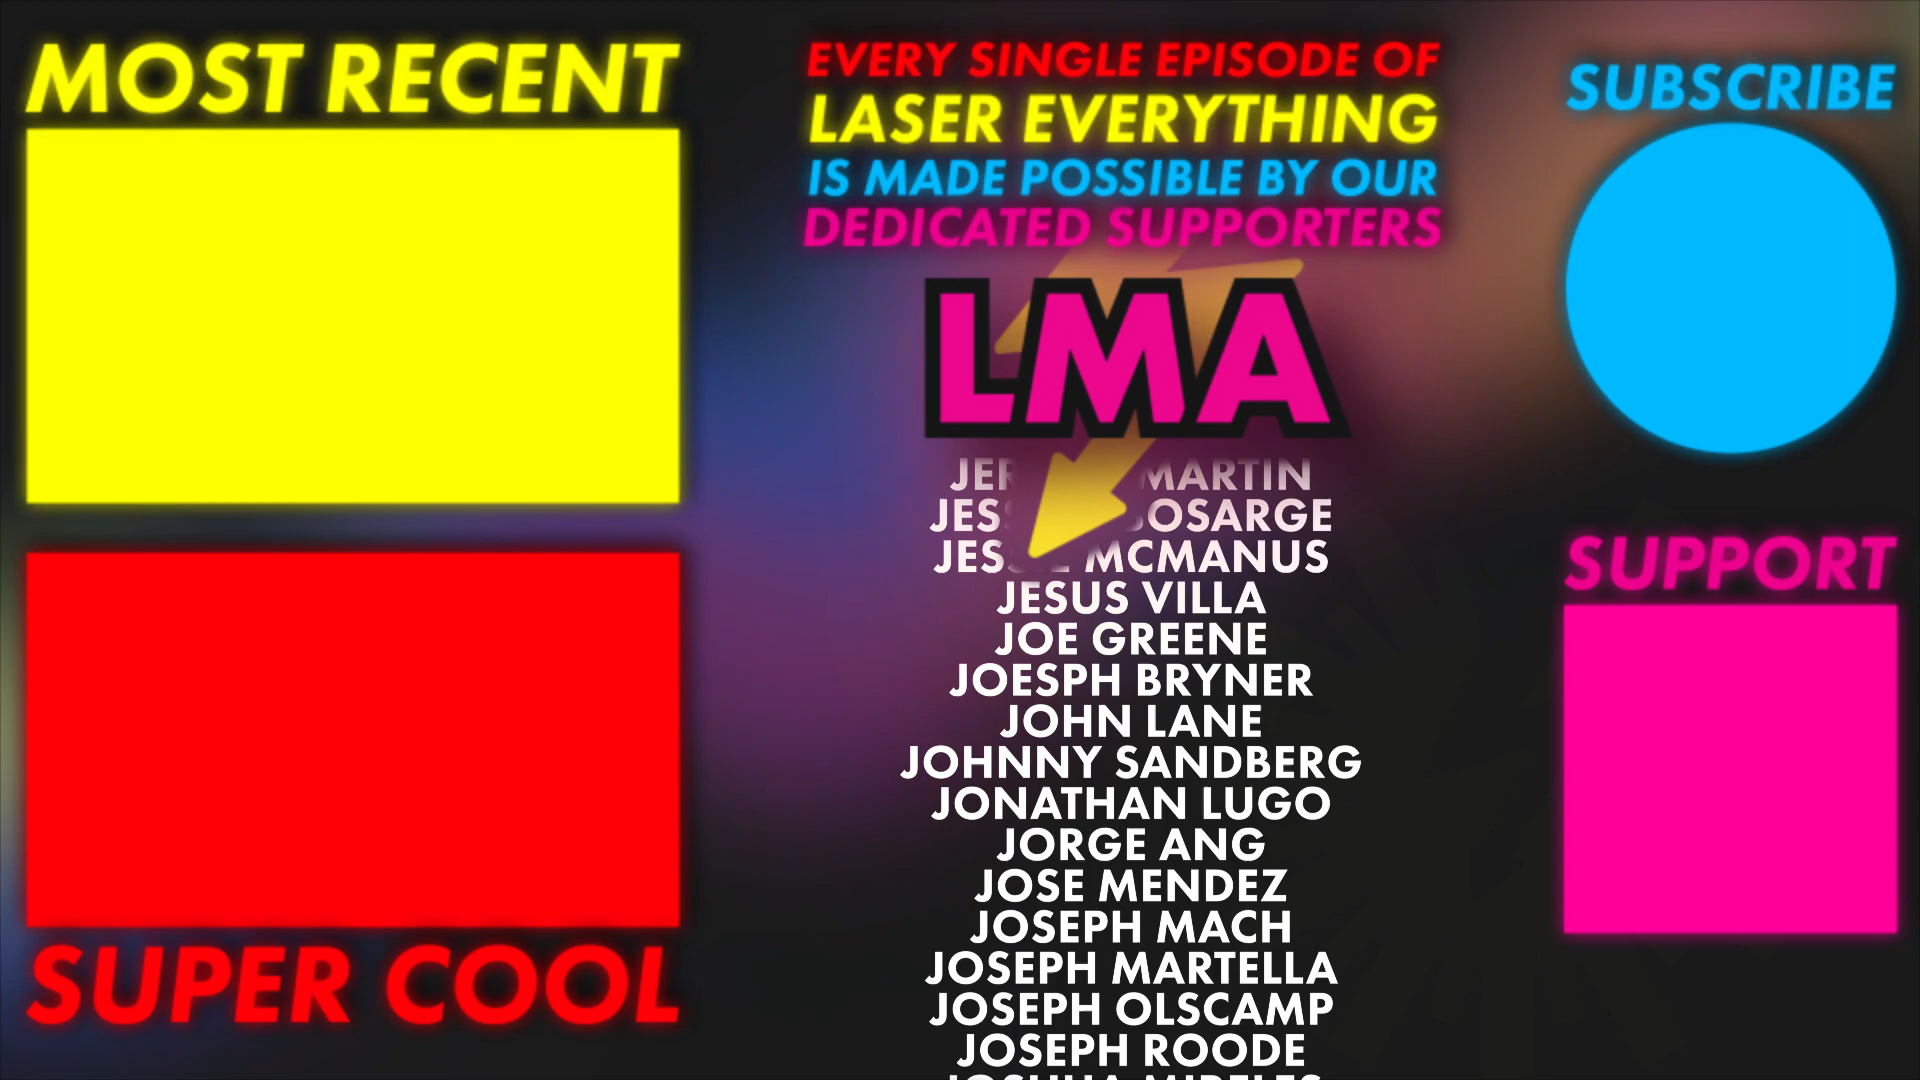 MOST RECENT
SUPER COOL
EVERY SINGLE EPISODE OF
LASER EVERYTHING
IS MADE POSSIBLE BY OUR
DEDICATED SUPPORTERS
LMA
MARTIN
MCMANUS
JESUS VILLA
JOE GREENE
JOESPH BRYNER
JOHN LANE
JOHNNY SANDBERG
JONATHAN LUGO
JORGE ANG
JOSE MENDEZ
JOSEPH MACH
JOSEPH MARTELLA
JOSEPH OLSCAMP
JOSEPH ROODE
SUBSCRIBE
SUPPORT